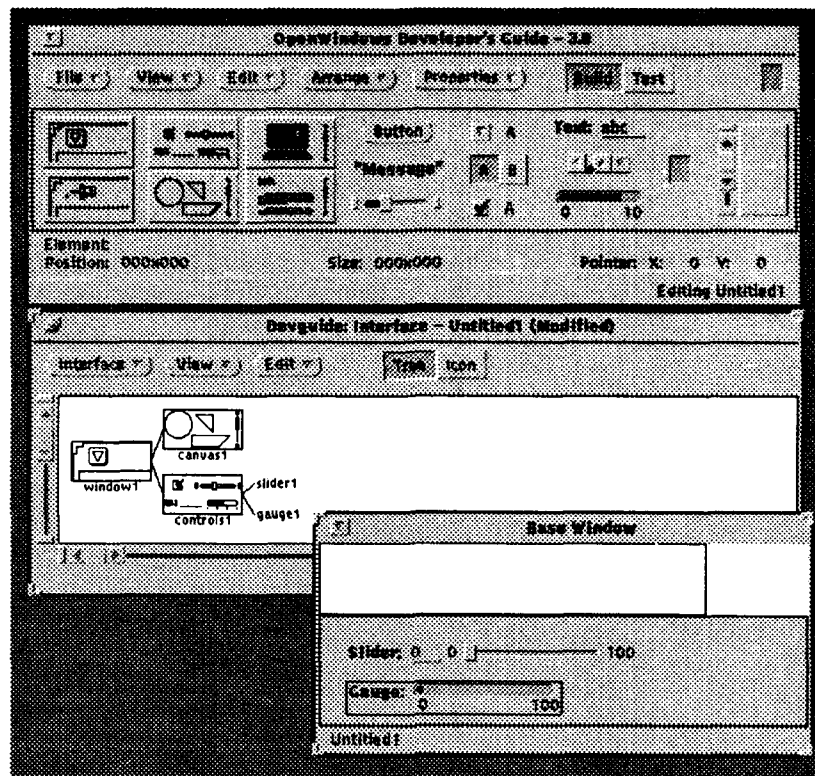 OpenWindows Developer's Guide – 3.0
File View Edit Arrange Properties Build Test
Button A Text: abc
"Message" A B
A 0 10
Element:
Position: 000x000 Size: 000x000 Pointer: X: 0 Y: 0
Editing Untitled1
Devguide: Interface – Untitled1 (Modified)
Interface View Edit Tree Icon
canvas1
window1
slider1
controls1
gauge1
Base Window
Slider: 0 0 100
Gauge:
0 100
Untitled1